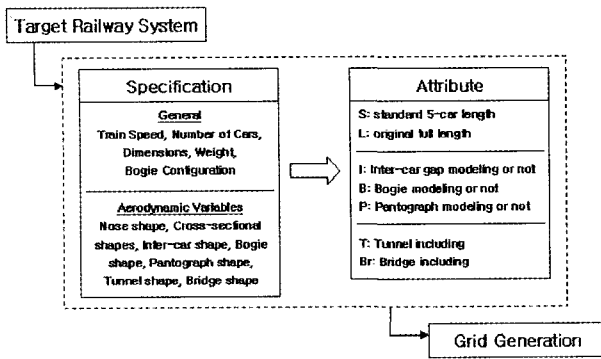 Target Railway System
Specification
General
Train Speed, Number of Cars,
Dimensions, Weight,
Bogie Configuration
Aerodynamic Variables
Nose shape, Cross-sectional
shapes, Inter-car shape, Bogie
shape, Pantograph shape,
Tunnel shape, Bridge shape
Attribute
S: standard 5-car length
L: original full length
I: Inter-car gap modeling or not
B: Bogie modeling or not
P: Pantograph modeling or not
T: Tunnel including
Br: Bridge including
Grid Generation